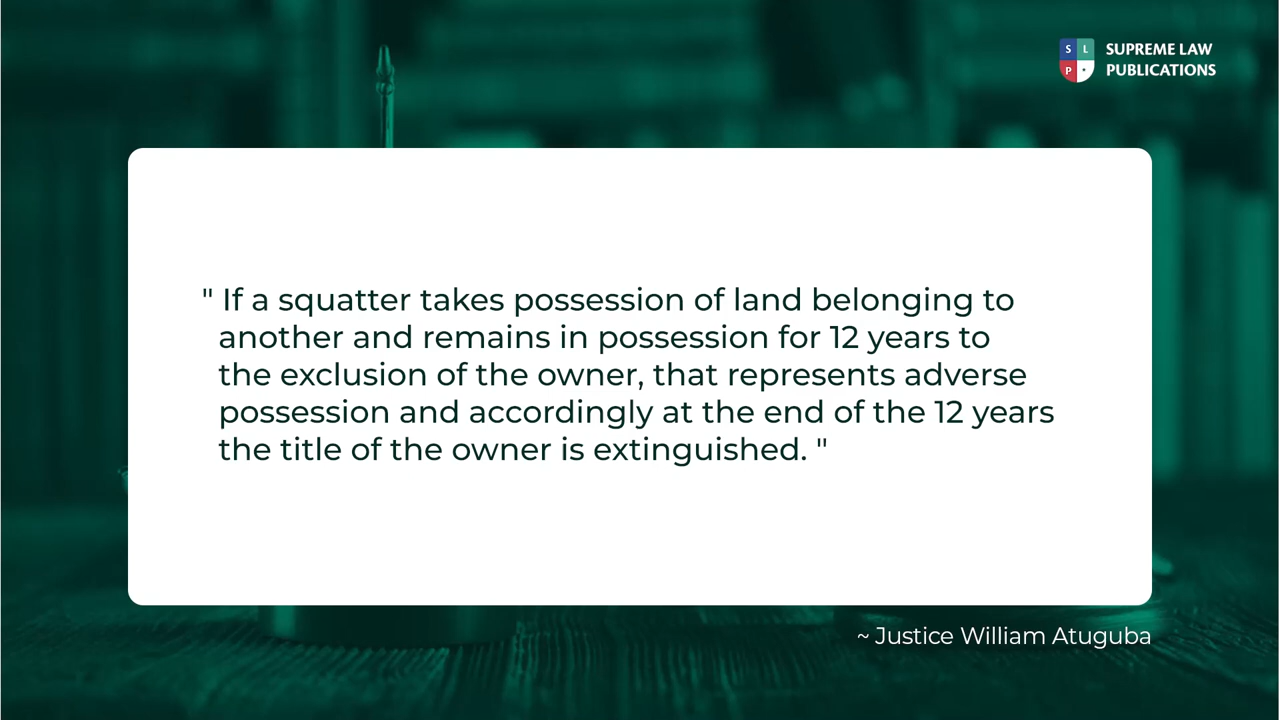 S L
P
SUPREME LAW
PUBLICATIONS
" If a squatter takes possession of land belonging to
another and remains in possession for 12 years to
the exclusion of the owner, that represents adverse
possession and accordingly at the end of the 12 years
the title of the owner is extinguished. "
~ Justice William Atuguba